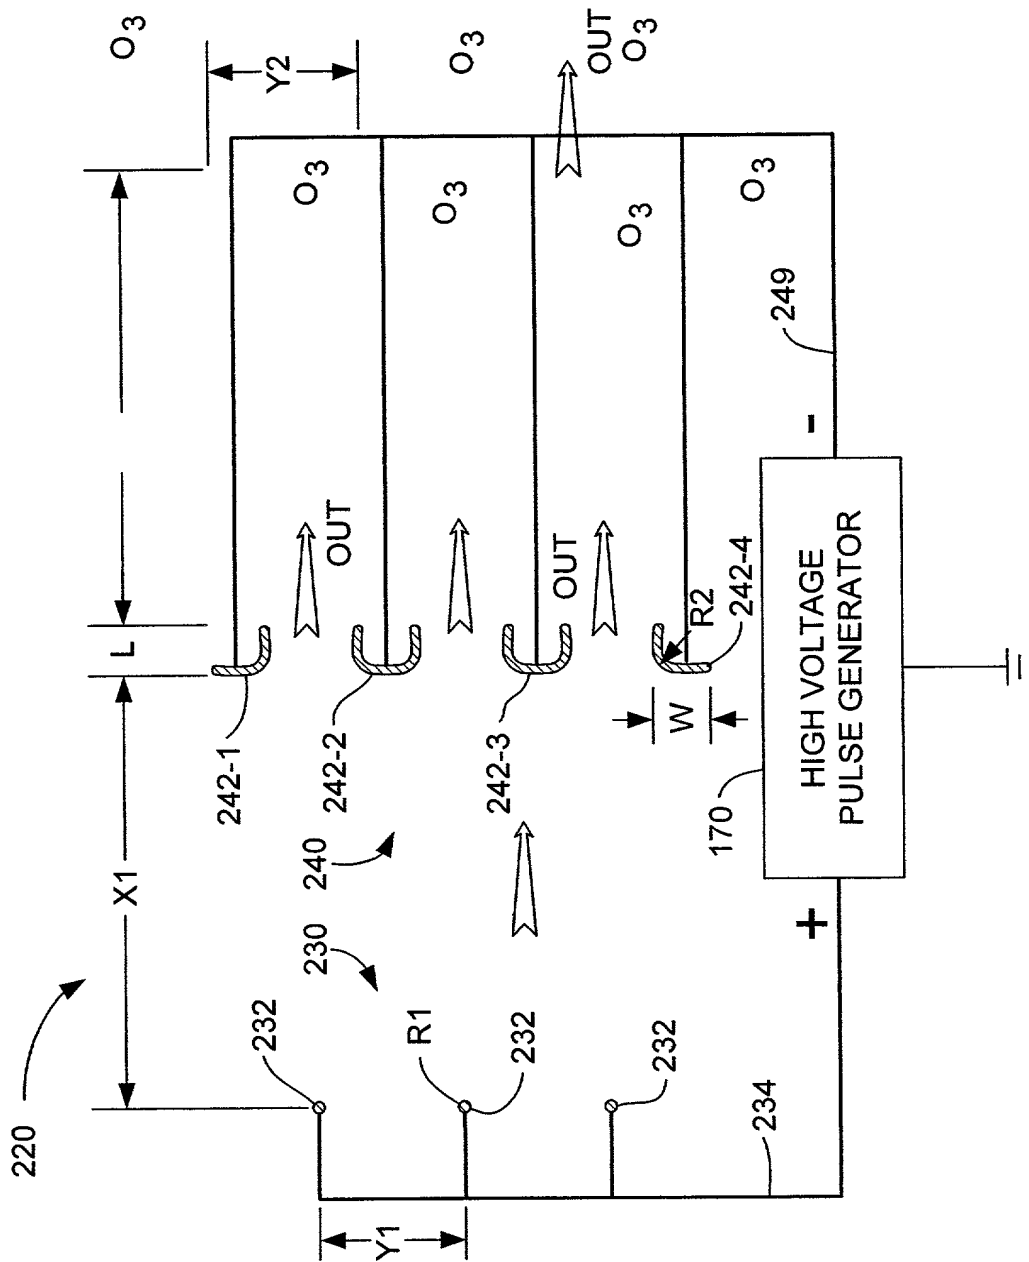 220
X1
L
Y2
O3
O3
OUT
O3
O3
O3
O3
O3
OUT
OUT
242-1
242-2
242-3
242-4
R2
W
240
230
232
R1
232
232
Y1
234
+
170
HIGH VOLTAGE
PULSE GENERATOR
-
249